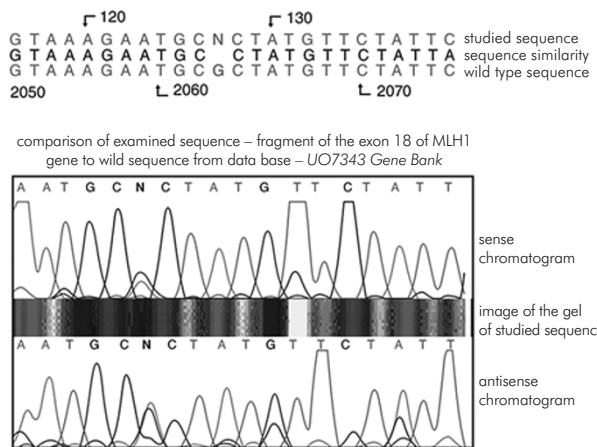 120 130
G T A A A G A A T G C N C T A T G T T C T A T T C studied sequence
G T A A A G A A T G C C T A T G T T C T A T T A sequence similarity
G T A A A G A A T G C G C T A T G T T C T A T T C wild type sequence
2050 2060 2070
comparison of examined sequence – fragment of the exon 18 of MLH1
gene to wild sequence from data base – UO7343 Gene Bank
A A T G C N C T A T G T T C T A T T
sense
chromatogram
image of the gel
of studied sequenc
A A T G C N C T A T G T T C T A T T
antisense
chromatogram